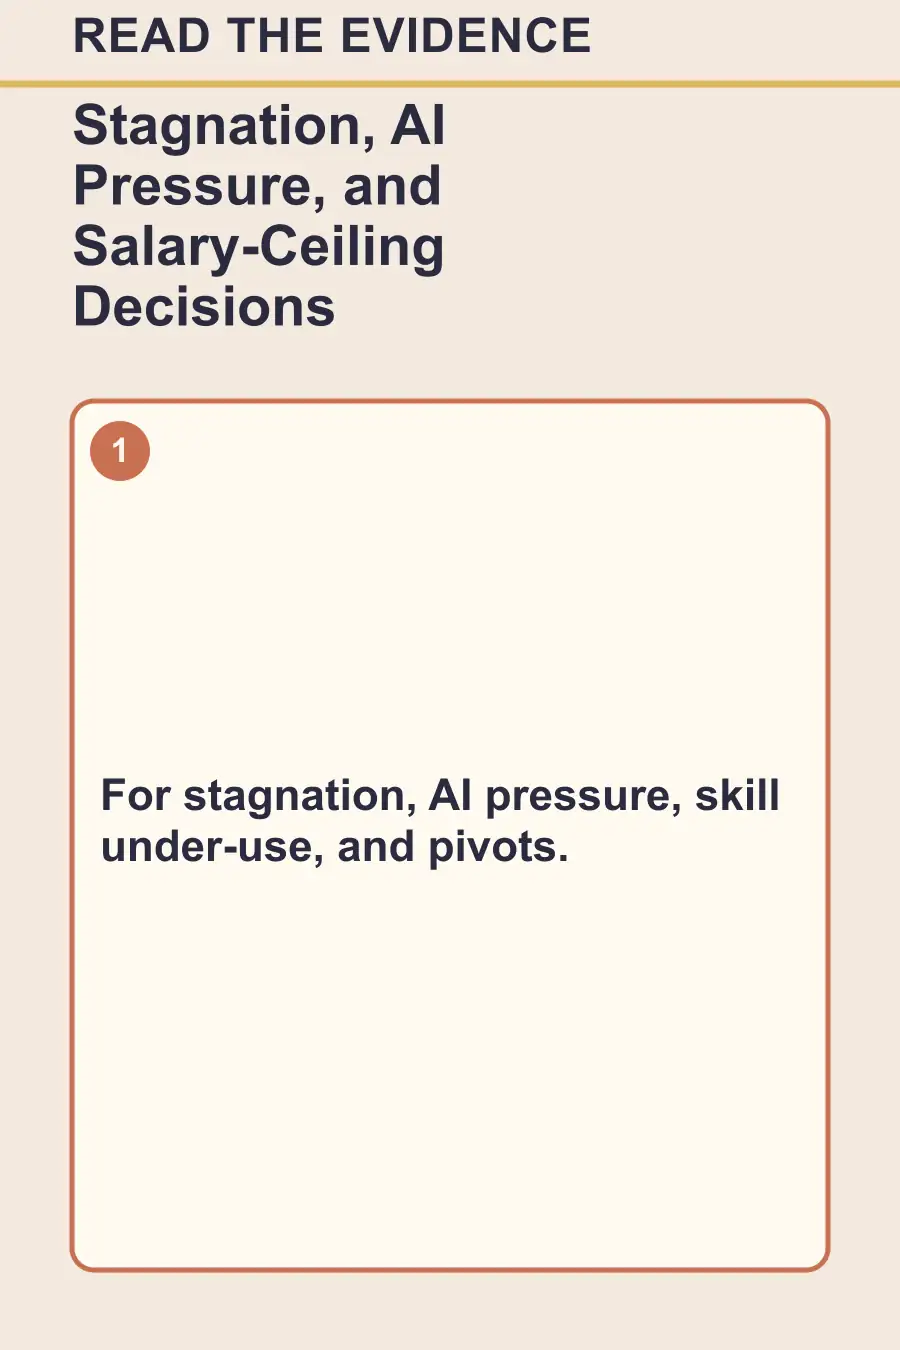 READ THE EVIDENCE
Stagnation, AI
Pressure, and
Salary-Ceiling
Decisions
1
For stagnation, AI pressure, skill
under-use, and pivots.